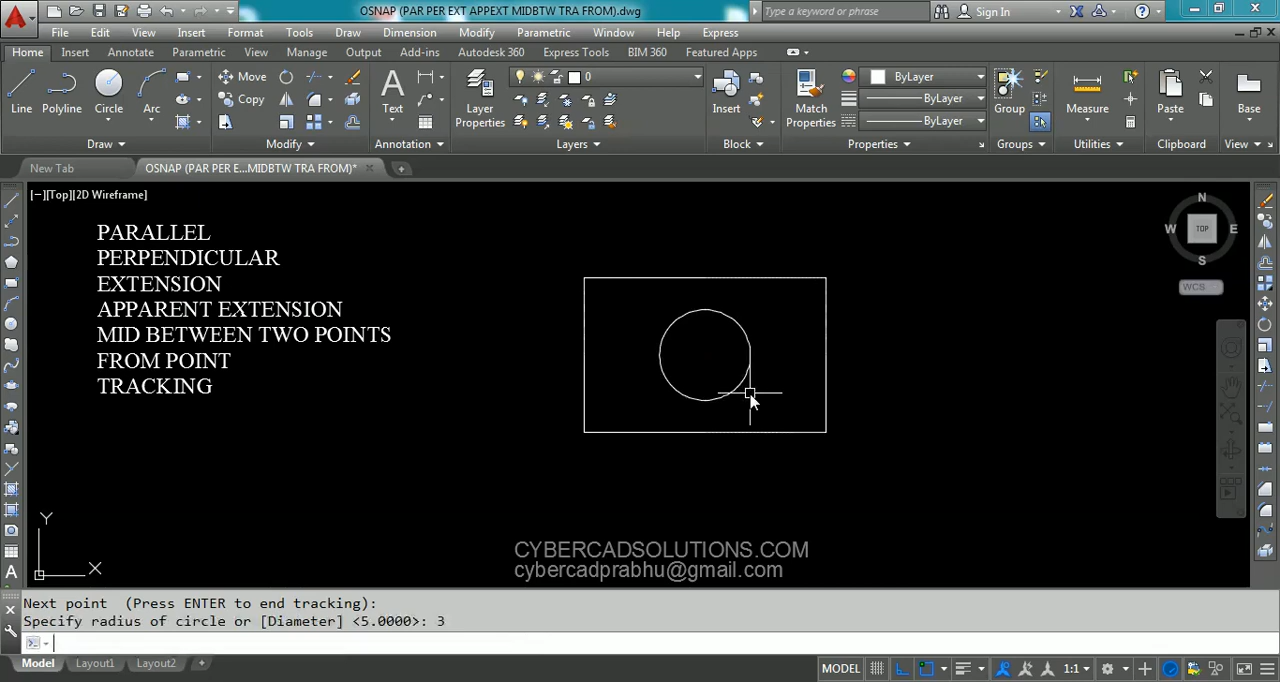 OSNAP (PAR PER EXT APPEXT MIDBTW TRA FROM).dwg
Type a keyword or phrase
Sign In
File Edit View Insert Format Tools Draw Dimension Modify Parametric Window Help Express
Home Insert Annotate Parametric View Manage Output Add-ins Autodesk 360 Express Tools BIM 360 Featured Apps
Line Polyline Circle Arc
Move
Copy
Text
Layer Properties
0
Insert
Match Properties
ByLayer
ByLayer
ByLayer
Group
Measure
Paste
Base
Draw Modify Annotation Layers Block Properties Groups Utilities Clipboard View
New Tab OSNAP (PAR PER E...MIDBTW TRA FROM)*
[−][Top][2D Wireframe]
PARALLEL
PERPENDICULAR
EXTENSION
APPARENT EXTENSION
MID BETWEEN TWO POINTS
FROM POINT
TRACKING
N
W TOP E
S
WCS
Y
X
CYBERCADSOLUTIONS.COM
cybercadprabhu@gmail.com
Next point (Press ENTER to end tracking):
Specify radius of circle or [Diameter] <5.0000>: 3
Model Layout1 Layout2 +
MODEL 1:1